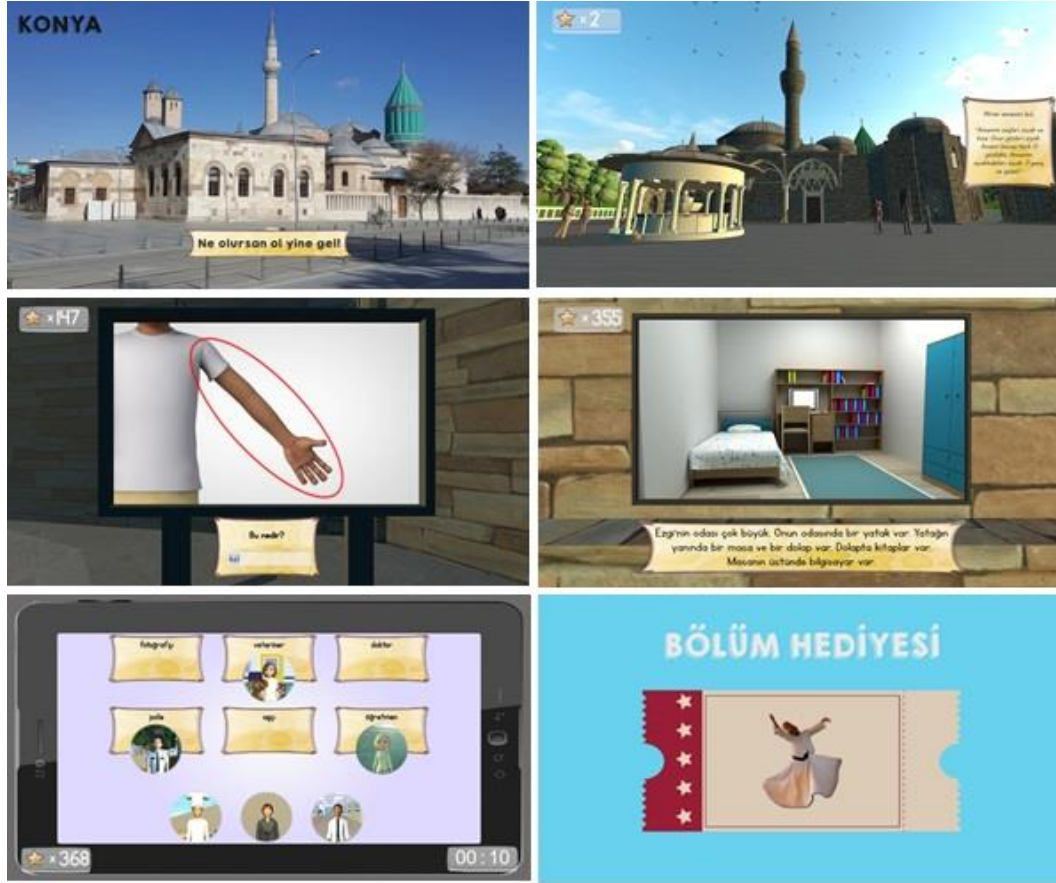 KONYA
Ne olursan ol yine gel!
×2
×147
Bu nedir?
kol
×355
Ezgi'nin odası çok büyük. Onun odasında bir yatak var. Yatağın
yanında bir masa ve bir dolap var. Dolapta kitaplar var.
Masanın üstünde bilgisayar var.
fotoğrafçı
veteriner
doktor
polis
aşçı
öğretmen
×368
00:10
BÖLÜM HEDİYESİ